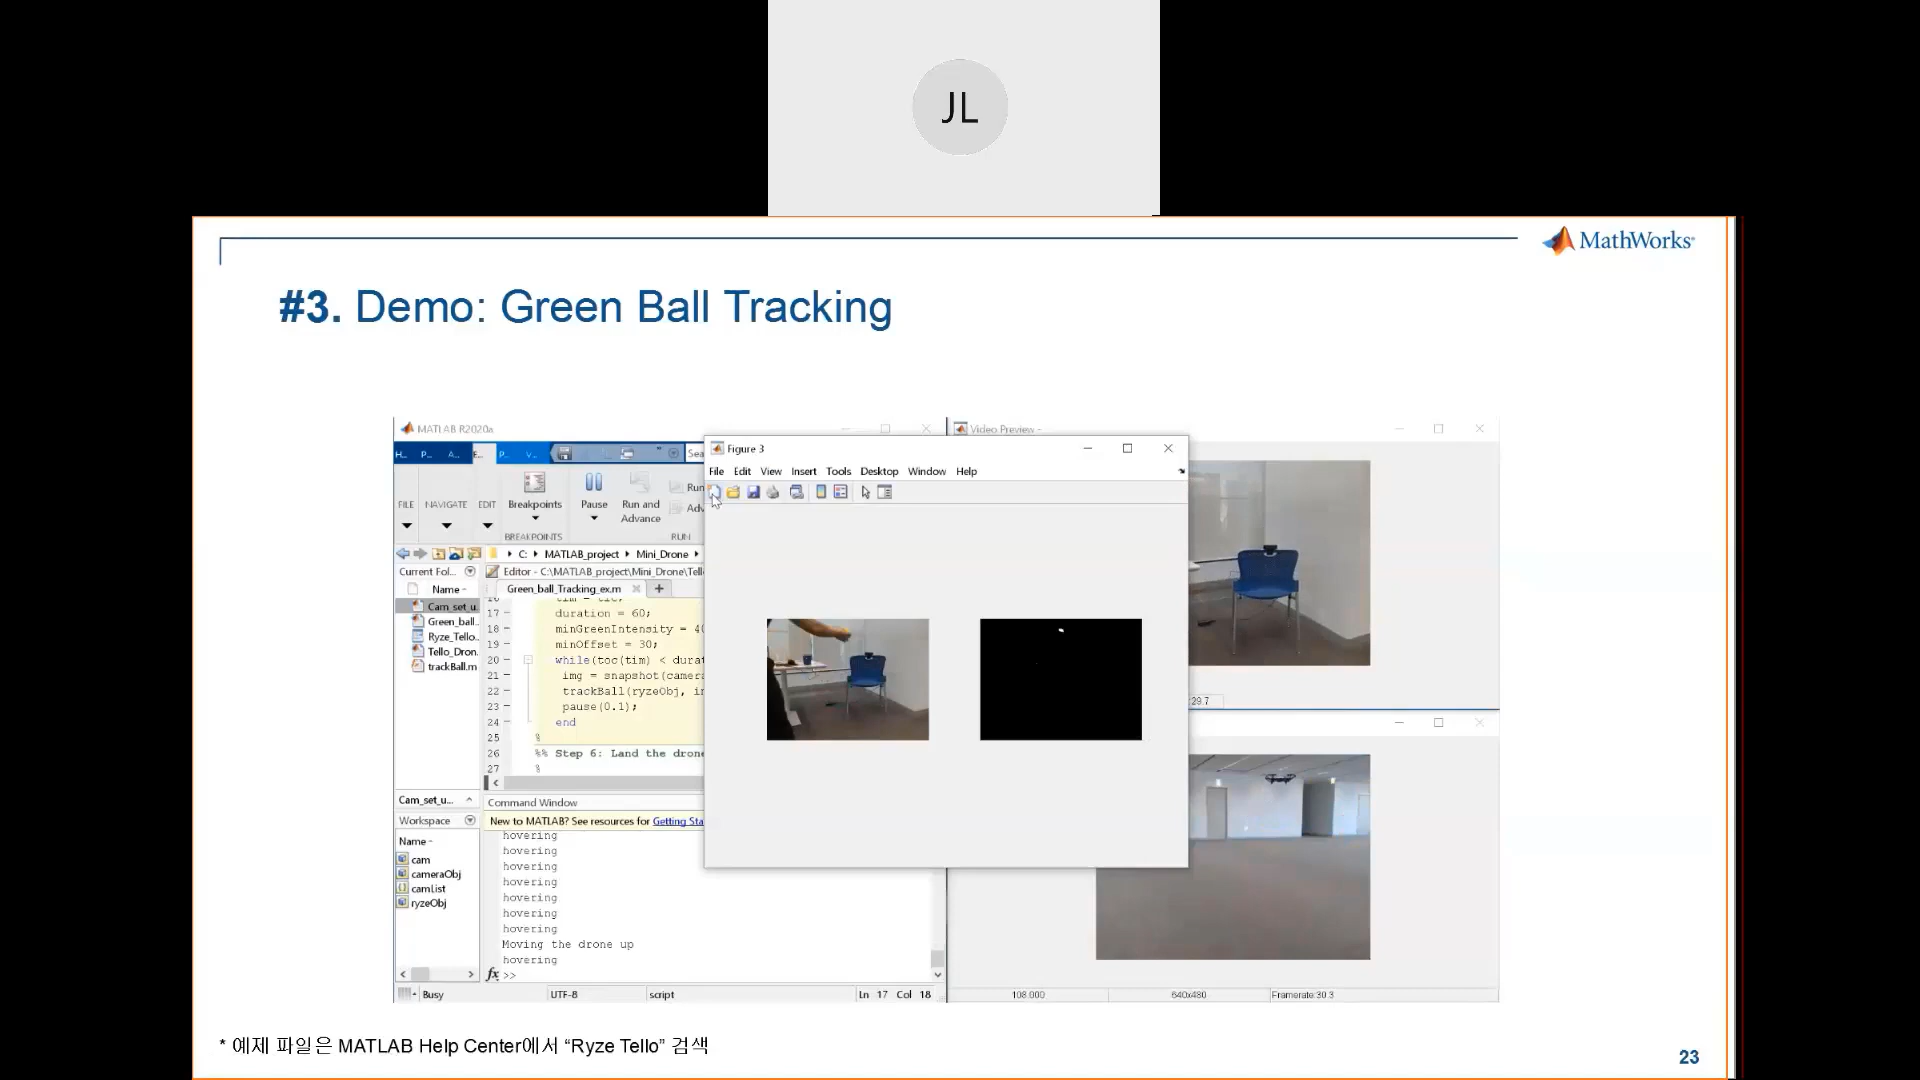 JL
MathWorks
#3. Demo: Green Ball Tracking
MATLAB R2020a
Video Preview -
Figure 3
File Edit View Insert Tools Desktop Window Help
H... P... A... E... P... V...
FILE NAVIGATE EDIT Breakpoints Pause Run and Advance
BREAKPOINTS RUN
C: MATLAB_project Mini_Drone
Current Fol...
Editor - C:\MATLAB_project\Mini_Drone\Tell
Name
Green_ball_Tracking_ex.m
Cam_set_u...
Green_ball...
Ryze_Tello...
Tello_Dron...
trackBall.m
17 duration = 60;
18 minGreenIntensity = 40
19 minOffset = 30;
20 while(toc(tim) < durat
21 img = snapshot(camera
22 trackBall(ryzeObj, i
23 pause(0.1);
24 end
25 %
26 %% Step 6: Land the drone
27 %
Cam_set_u...
Command Window
Workspace
New to MATLAB? See resources for Getting Sta
Name
cam
cameraObj
camList
ryzeObj
hovering
hovering
hovering
hovering
hovering
hovering
hovering
Moving the drone up
hovering
fx >>
Busy UTF-8 script Ln 17 Col 18
29.7
108.000 640x480 Framerate:30.3
* 예제 파일은 MATLAB Help Center에서 “Ryze Tello” 검색
23